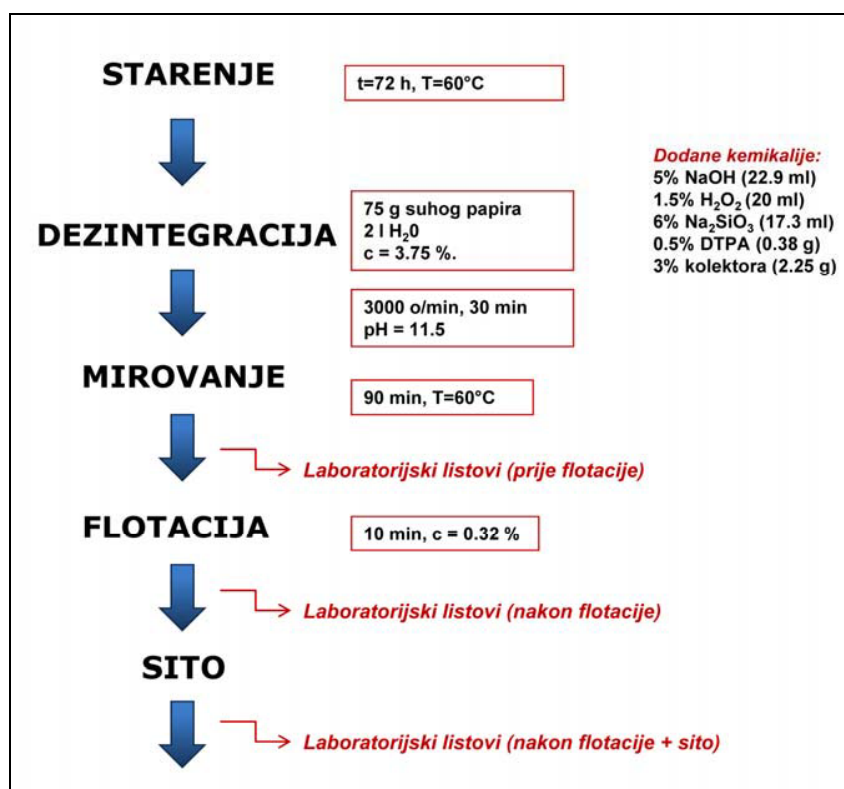 STARENJE
t=72 h, T=60°C
Dodane kemikalije:
5% NaOH (22.9 ml)
1.5% H₂O₂ (20 ml)
6% Na₂SiO₃ (17.3 ml)
0.5% DTPA (0.38 g)
3% kolektora (2.25 g)
DEZINTEGRACIJA
75 g suhog papira
2 l H₂0
c = 3.75 %.
3000 o/min, 30 min
pH = 11.5
MIROVANJE
90 min, T=60°C
Laboratorijski listovi (prije flotacije)
FLOTACIJA
10 min, c = 0.32 %
Laboratorijski listovi (nakon flotacije)
SITO
Laboratorijski listovi (nakon flotacije + sito)